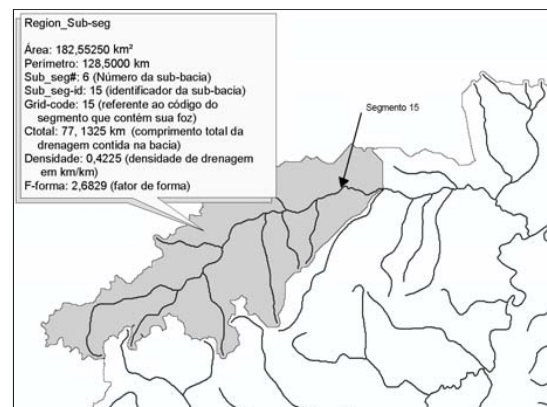 Region_Sub-seg
Área: 182,55250 km²
Perimetro: 128,5000 km
Sub_seg#: 6 (Número da sub-bacia)
Sub_seg-id: 15 (identificador da sub-bacia)
Grid-code: 15 (referente ao código do
segmento que contém sua foz)
Ctotal: 77, 1325 km (comprimento total da
drenagem contida na bacia)
Densidade: 0,4225 (densidade de drenagem
em km/km)
F-forma: 2,6829 (fator de forma)
Segmento 15